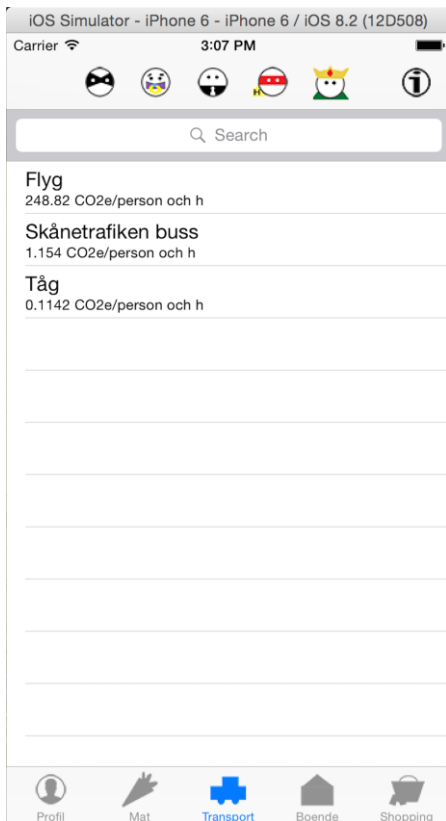 iOS Simulator - iPhone 6 - iPhone 6 / iOS 8.2 (12D508)
Carrier 3:07 PM
H
Search
Flyg
248.82 CO2e/person och h
Skånetrafiken buss
1.154 CO2e/person och h
Tåg
0.1142 CO2e/person och h
Profil Mat Transport Boende Shopping